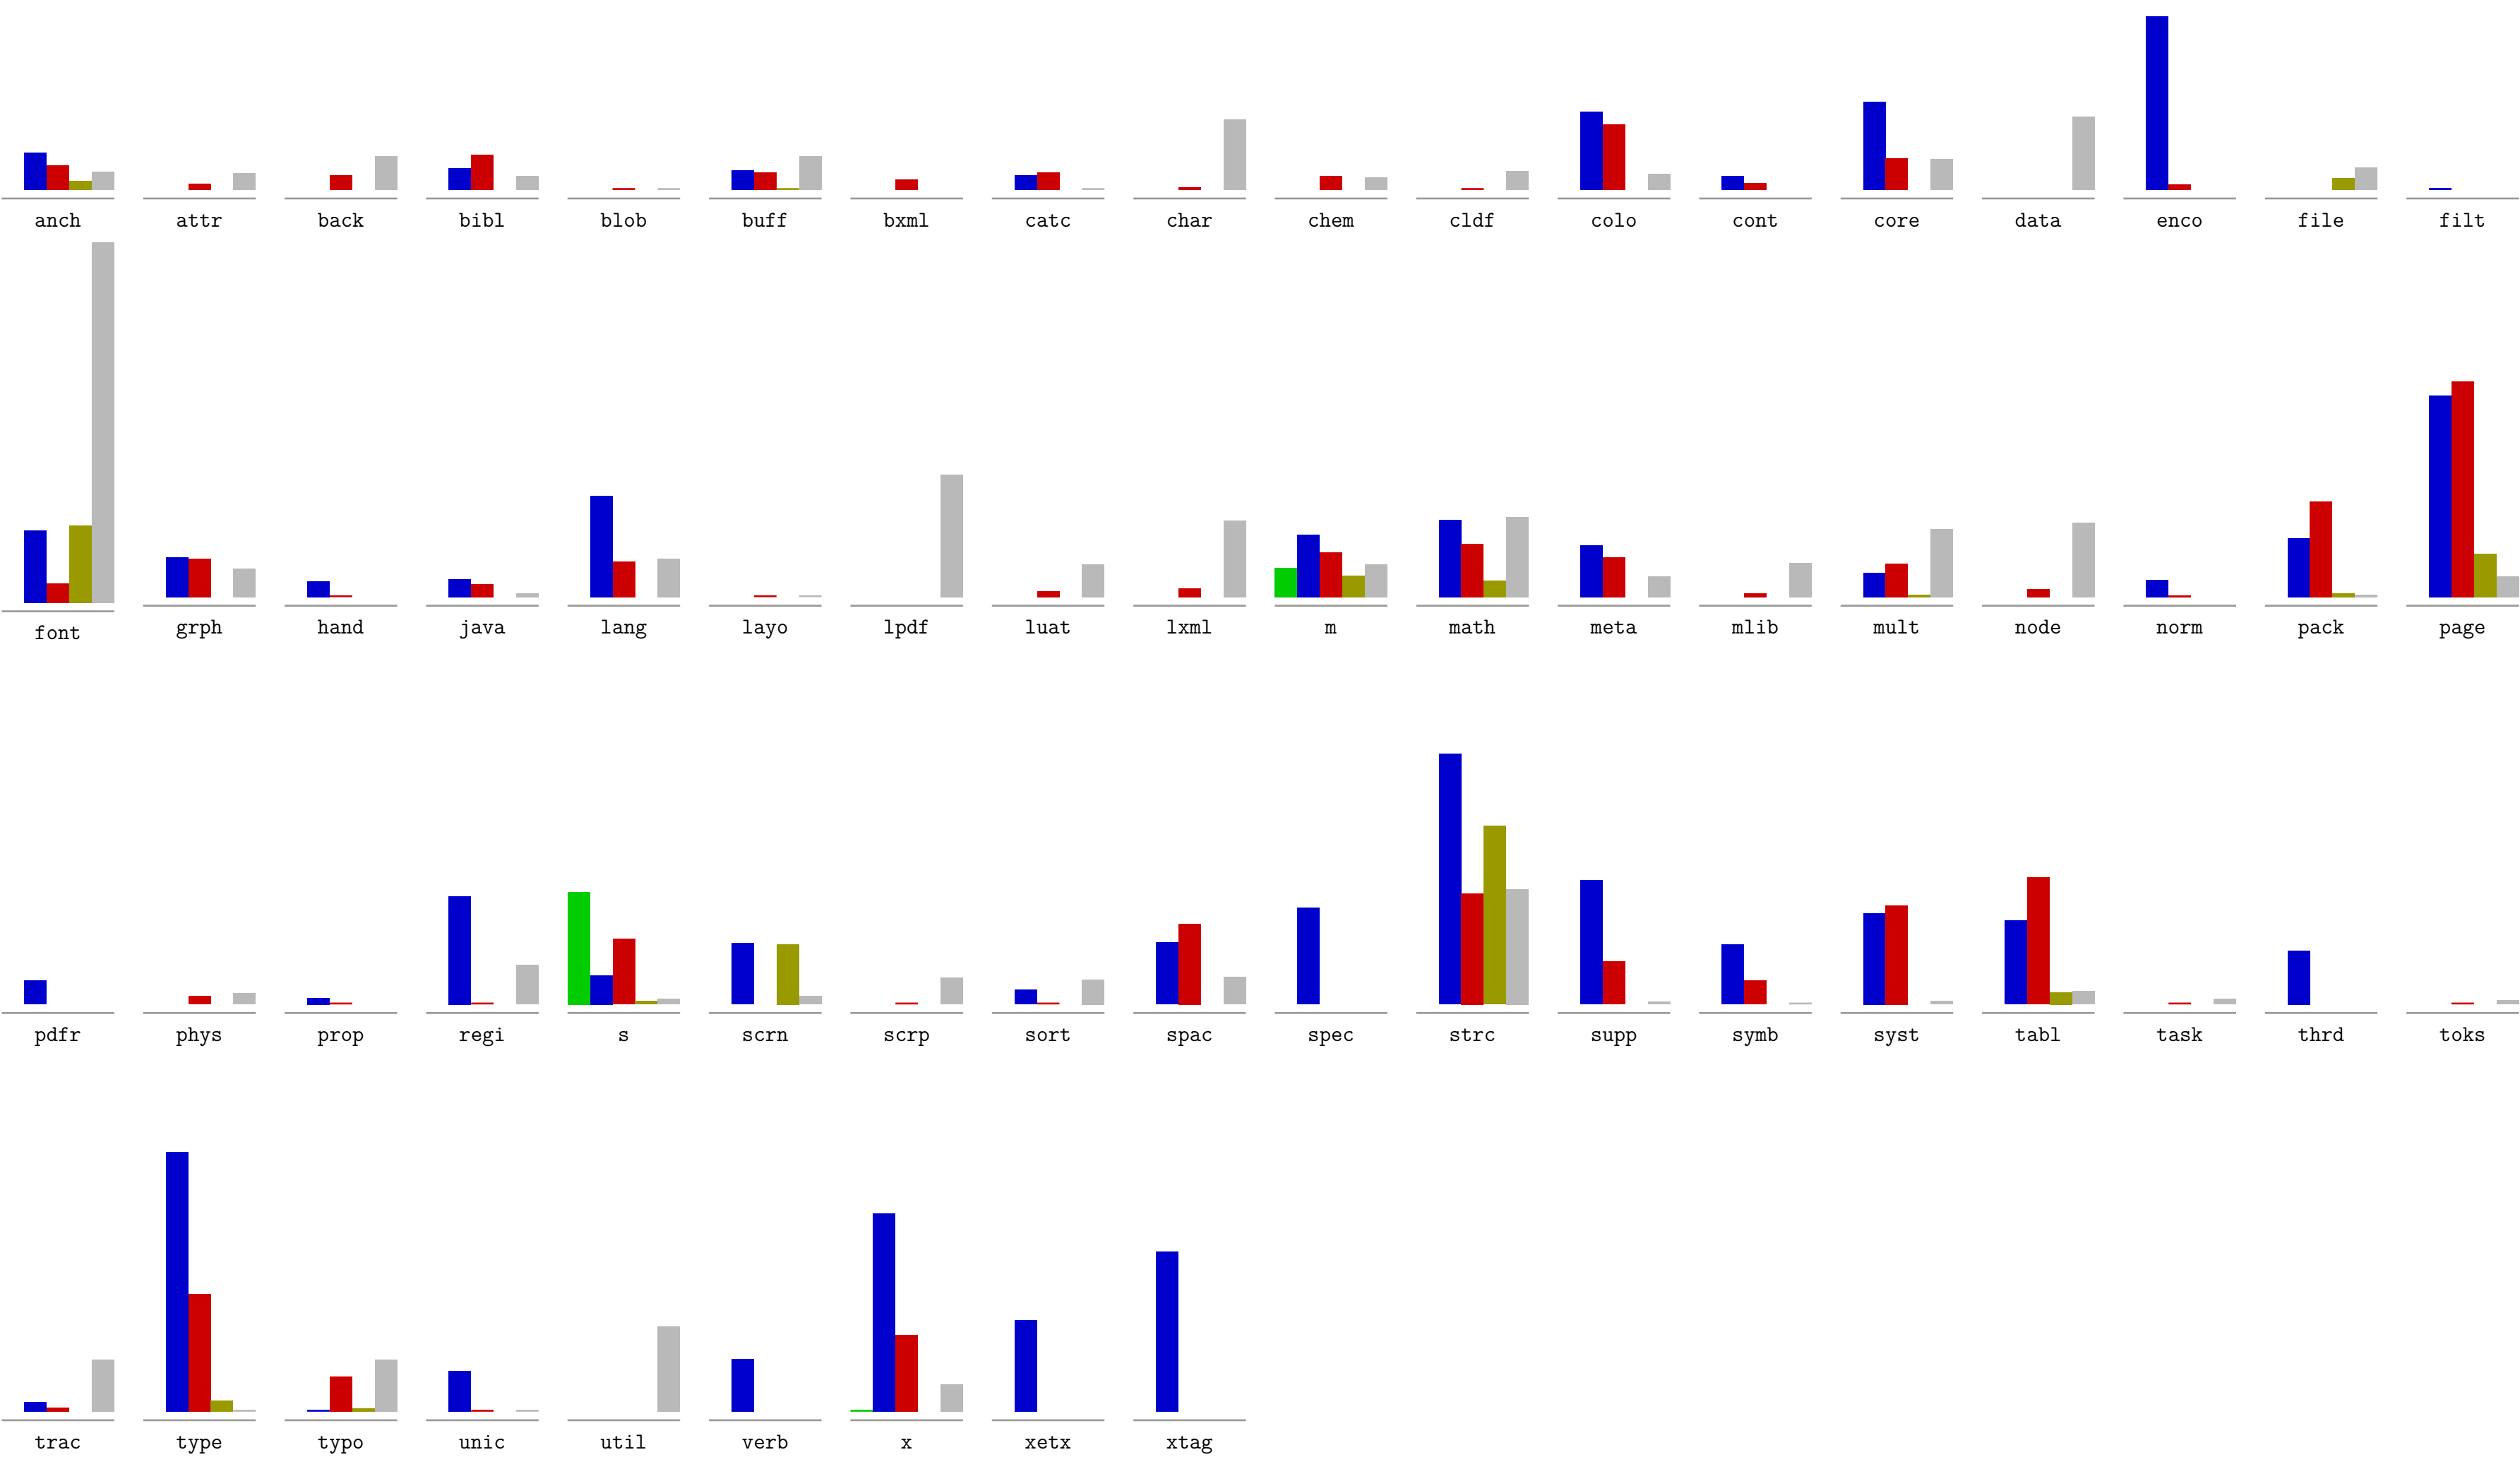 anch attr back bibl blob buff bxml catc char chem cldf colo cont core data enco file filt
font grph hand java lang layo lpdf luat lxml m math meta mlib mult node norm pack page
pdfr phys prop regi s scrn scrp sort spac spec strc supp symb syst tabl task thrd toks
trac type typo unic util verb x xetx xtag